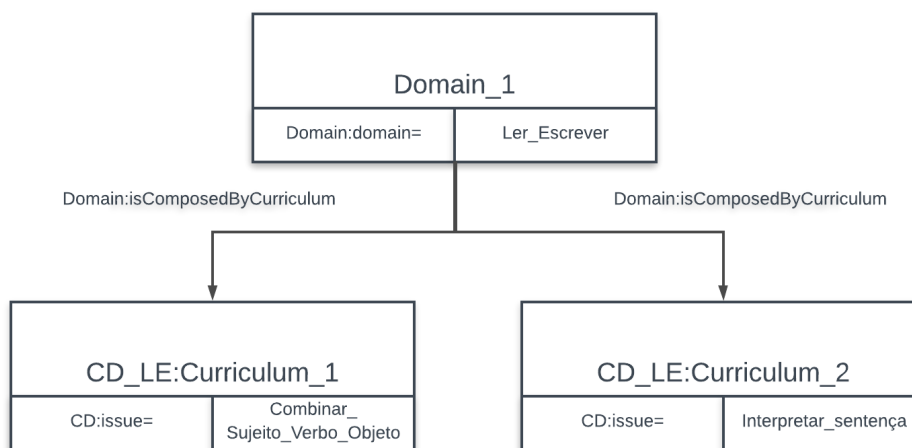 Domain_1
Domain:domain= Ler_Escrever
Domain:isComposedByCurriculum Domain:isComposedByCurriculum
CD_LE:Curriculum_1 CD_LE:Curriculum_2
CD:issue= Combinar_
Sujeito_Verbo_Objeto CD:issue= Interpretar_sentença